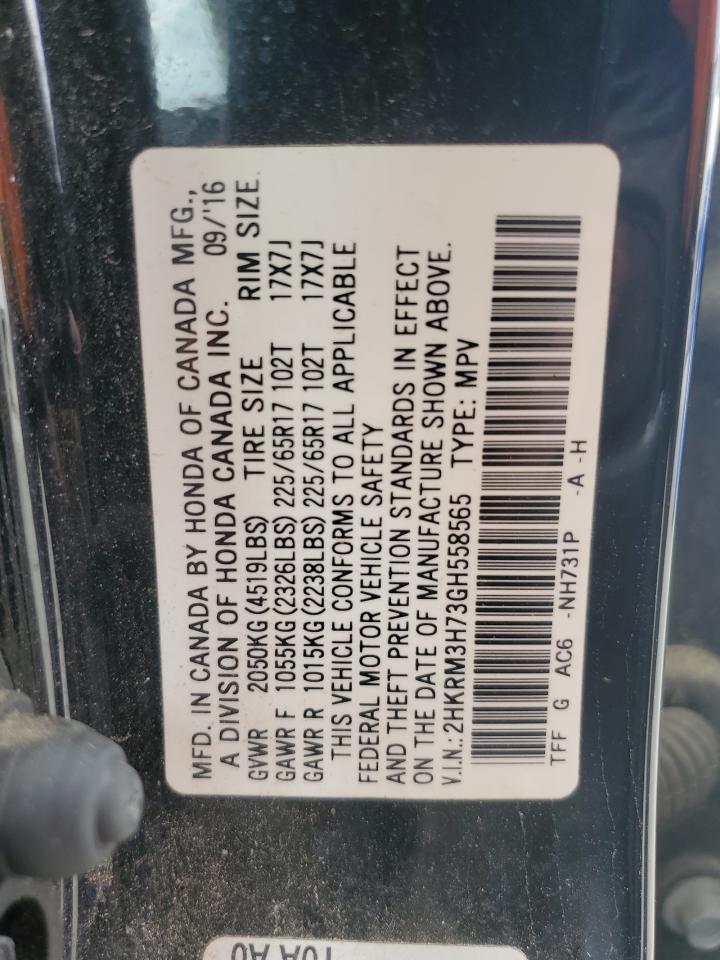 MFD. IN CANADA BY HONDA OF CANADA MFG.,
A DIVISION OF HONDA CANADA INC. 09/'16
GVWR 2050KG(4519LBS) TIRE SIZE RIM SIZE
GAWR F 1055KG(2326LBS) 225/65R17 102T 17X7J
GAWR R 1015KG(2238LBS) 225/65R17 102T 17X7J
THIS VEHICLE CONFORMS TO ALL APPLICABLE
FEDERAL MOTOR VEHICLE SAFETY
AND THEFT PREVENTION STANDARDS IN EFFECT
ON THE DATE OF MANUFACTURE SHOWN ABOVE.
V.I.N.:2HKRM3H73GH558565 TYPE: MPV
TFF G AC6 -NH731P -A -H